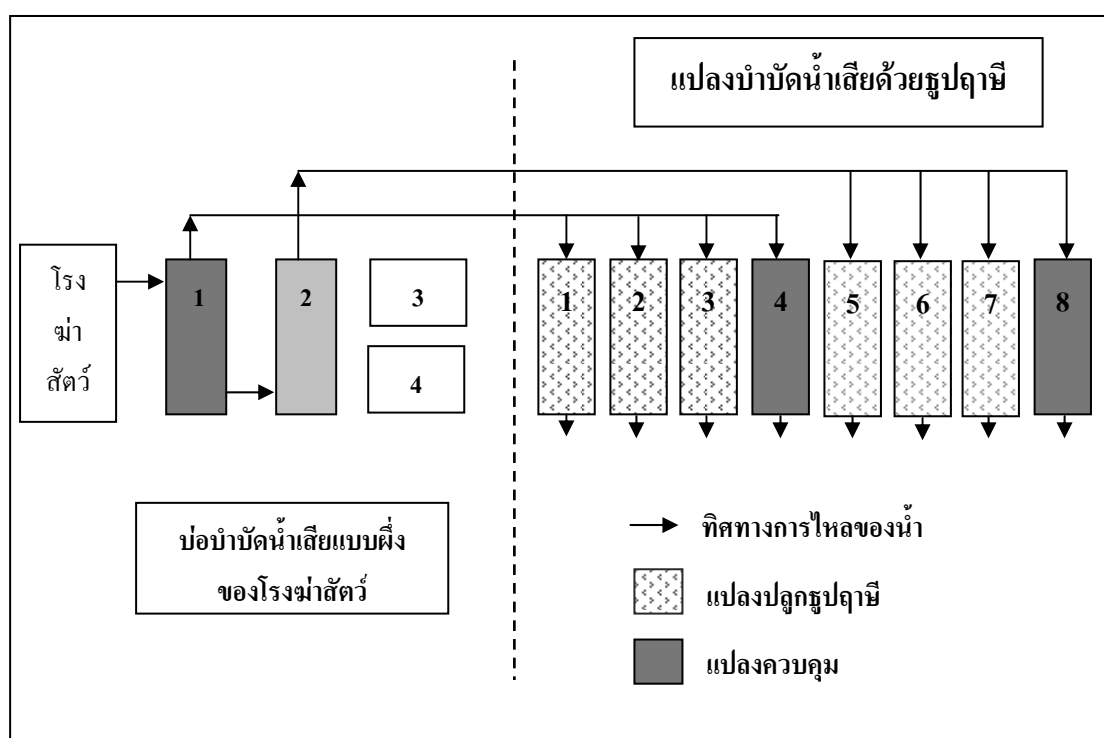 แปลงบำบัดน้ำเสียด้วยธูปฤาษี
โรง
ฆ่า
สัตว์
1
2
3
4
1
2
3
4
5
6
7
8
บ่อบำบัดน้ำเสียแบบผึ่ง
ของโรงฆ่าสัตว์
ทิศทางการไหลของน้ำ
แปลงปลูกธูปฤาษี
แปลงควบคุม